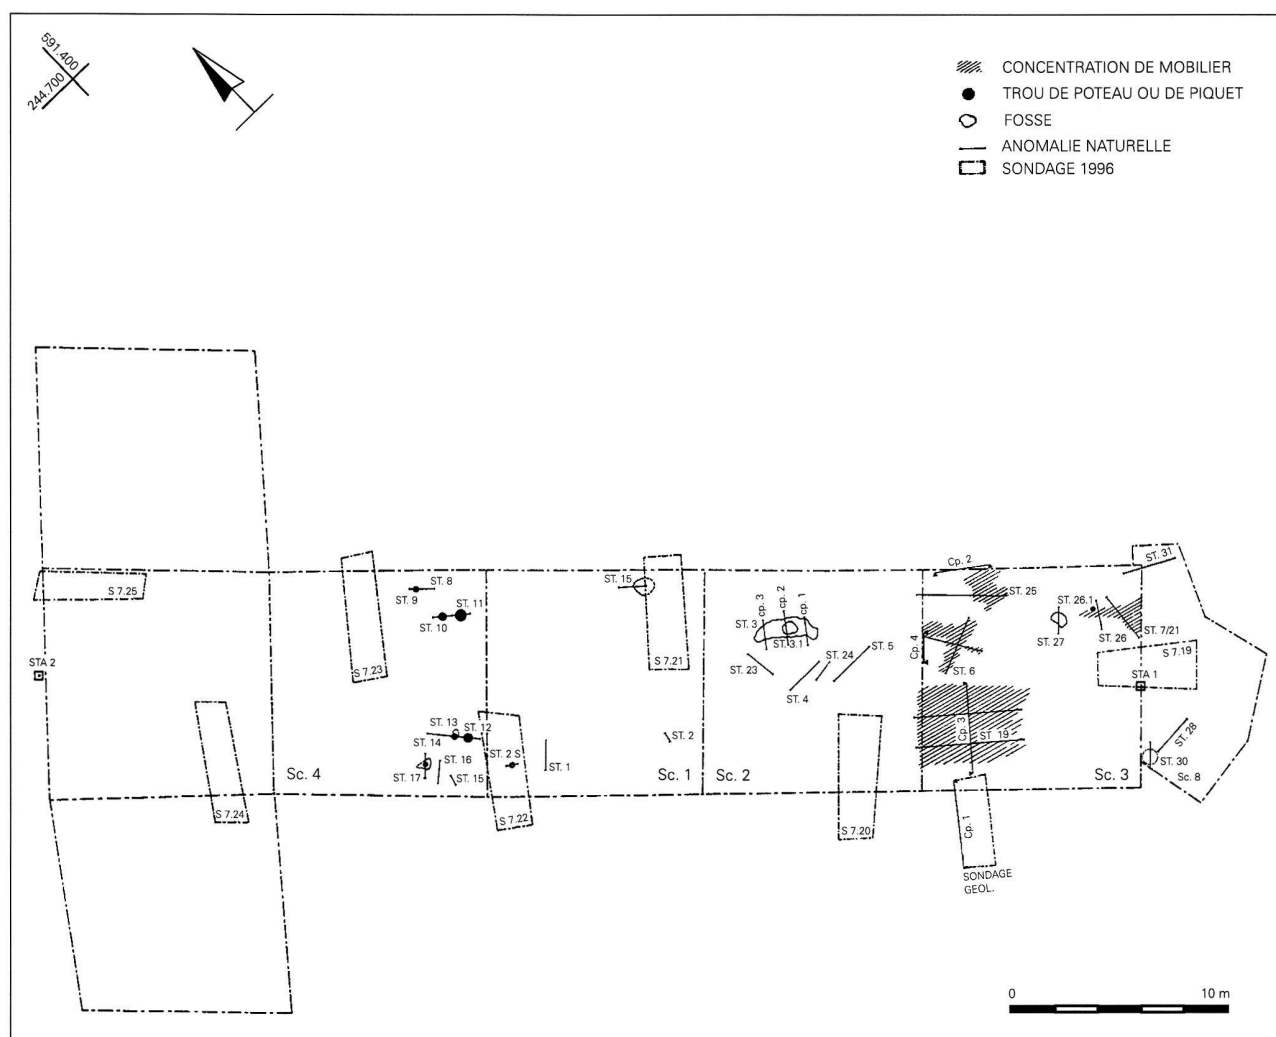 591.400
244.700
CONCENTRATION DE MOBILIER
TROU DE POTEAU OU DE PIQUET
FOSSE
ANOMALIE NATURELLE
SONDAGE 1996
ST. 31
Cp. 2
S 7.25
ST. 8
ST. 9
ST. 15
ST. 11
ST. 10
cp. 3
cp. 2
cp. 1
ST. 3
ST. 3.1
ST. 25
ST. 26.1
ST. 27
ST. 26
ST. 7/21
Cp. 4
ST. 24
ST. 5
ST. 23
ST. 4
ST. 6
S 7.19
STA 2
S 7.23
S 7.21
STA 1
ST. 13
ST. 12
ST. 14
ST. 2
Cp. 3
ST. 19
ST. 28
ST. 16
ST. 2 S
ST. 1
ST. 30
ST. 17
ST. 15
Sc. 4
Sc. 1
Sc. 2
Sc. 3
Sc. 8
S 7.24
S 7.22
S 7.20
Cp. 1
SONDAGE
GEOL.
0
10 m